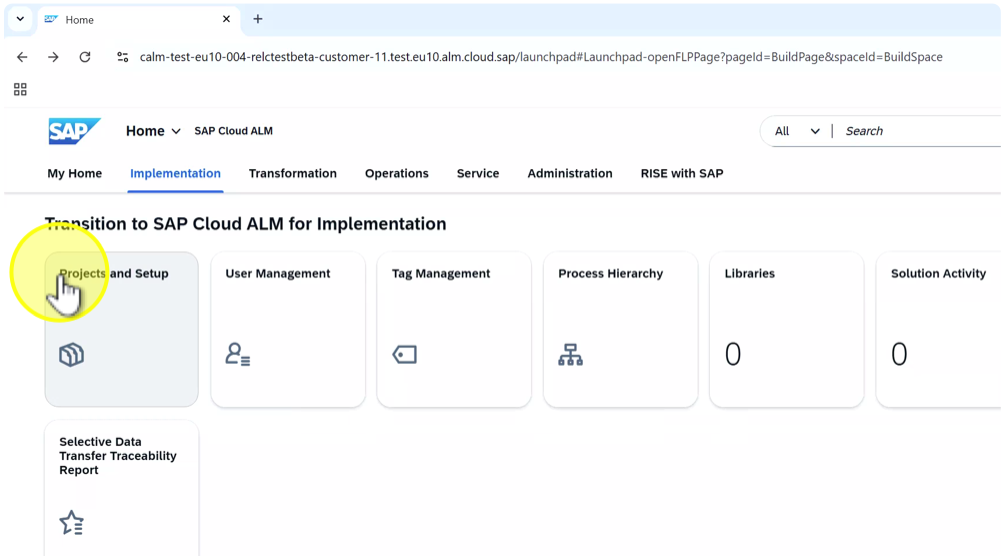 Home
calm-test-eu10-004-relctestbeta-customer-11.test.eu10.alm.cloud.sap/launchpad#Launchpad-openFLPPage?pageId=BuildPage&spaceId=BuildSpace
SAP Home SAP Cloud ALM All Search
My Home Implementation Transformation Operations Service Administration RISE with SAP
Transition to SAP Cloud ALM for Implementation
Projects and Setup User Management Tag Management Process Hierarchy Libraries Solution Activity
0 0
Selective Data
Transfer Traceability
Report